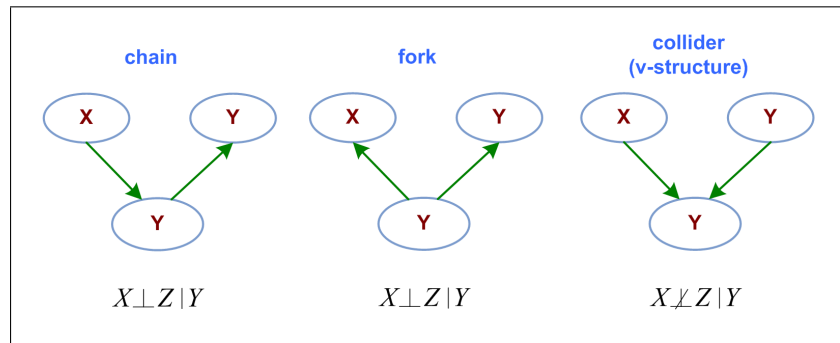 chain
fork
collider
(v-structure)
X
Y
X
Y
X
Y
Y
Y
Y
X⊥Z|Y
X⊥Z|Y
X⊥̸Z|Y